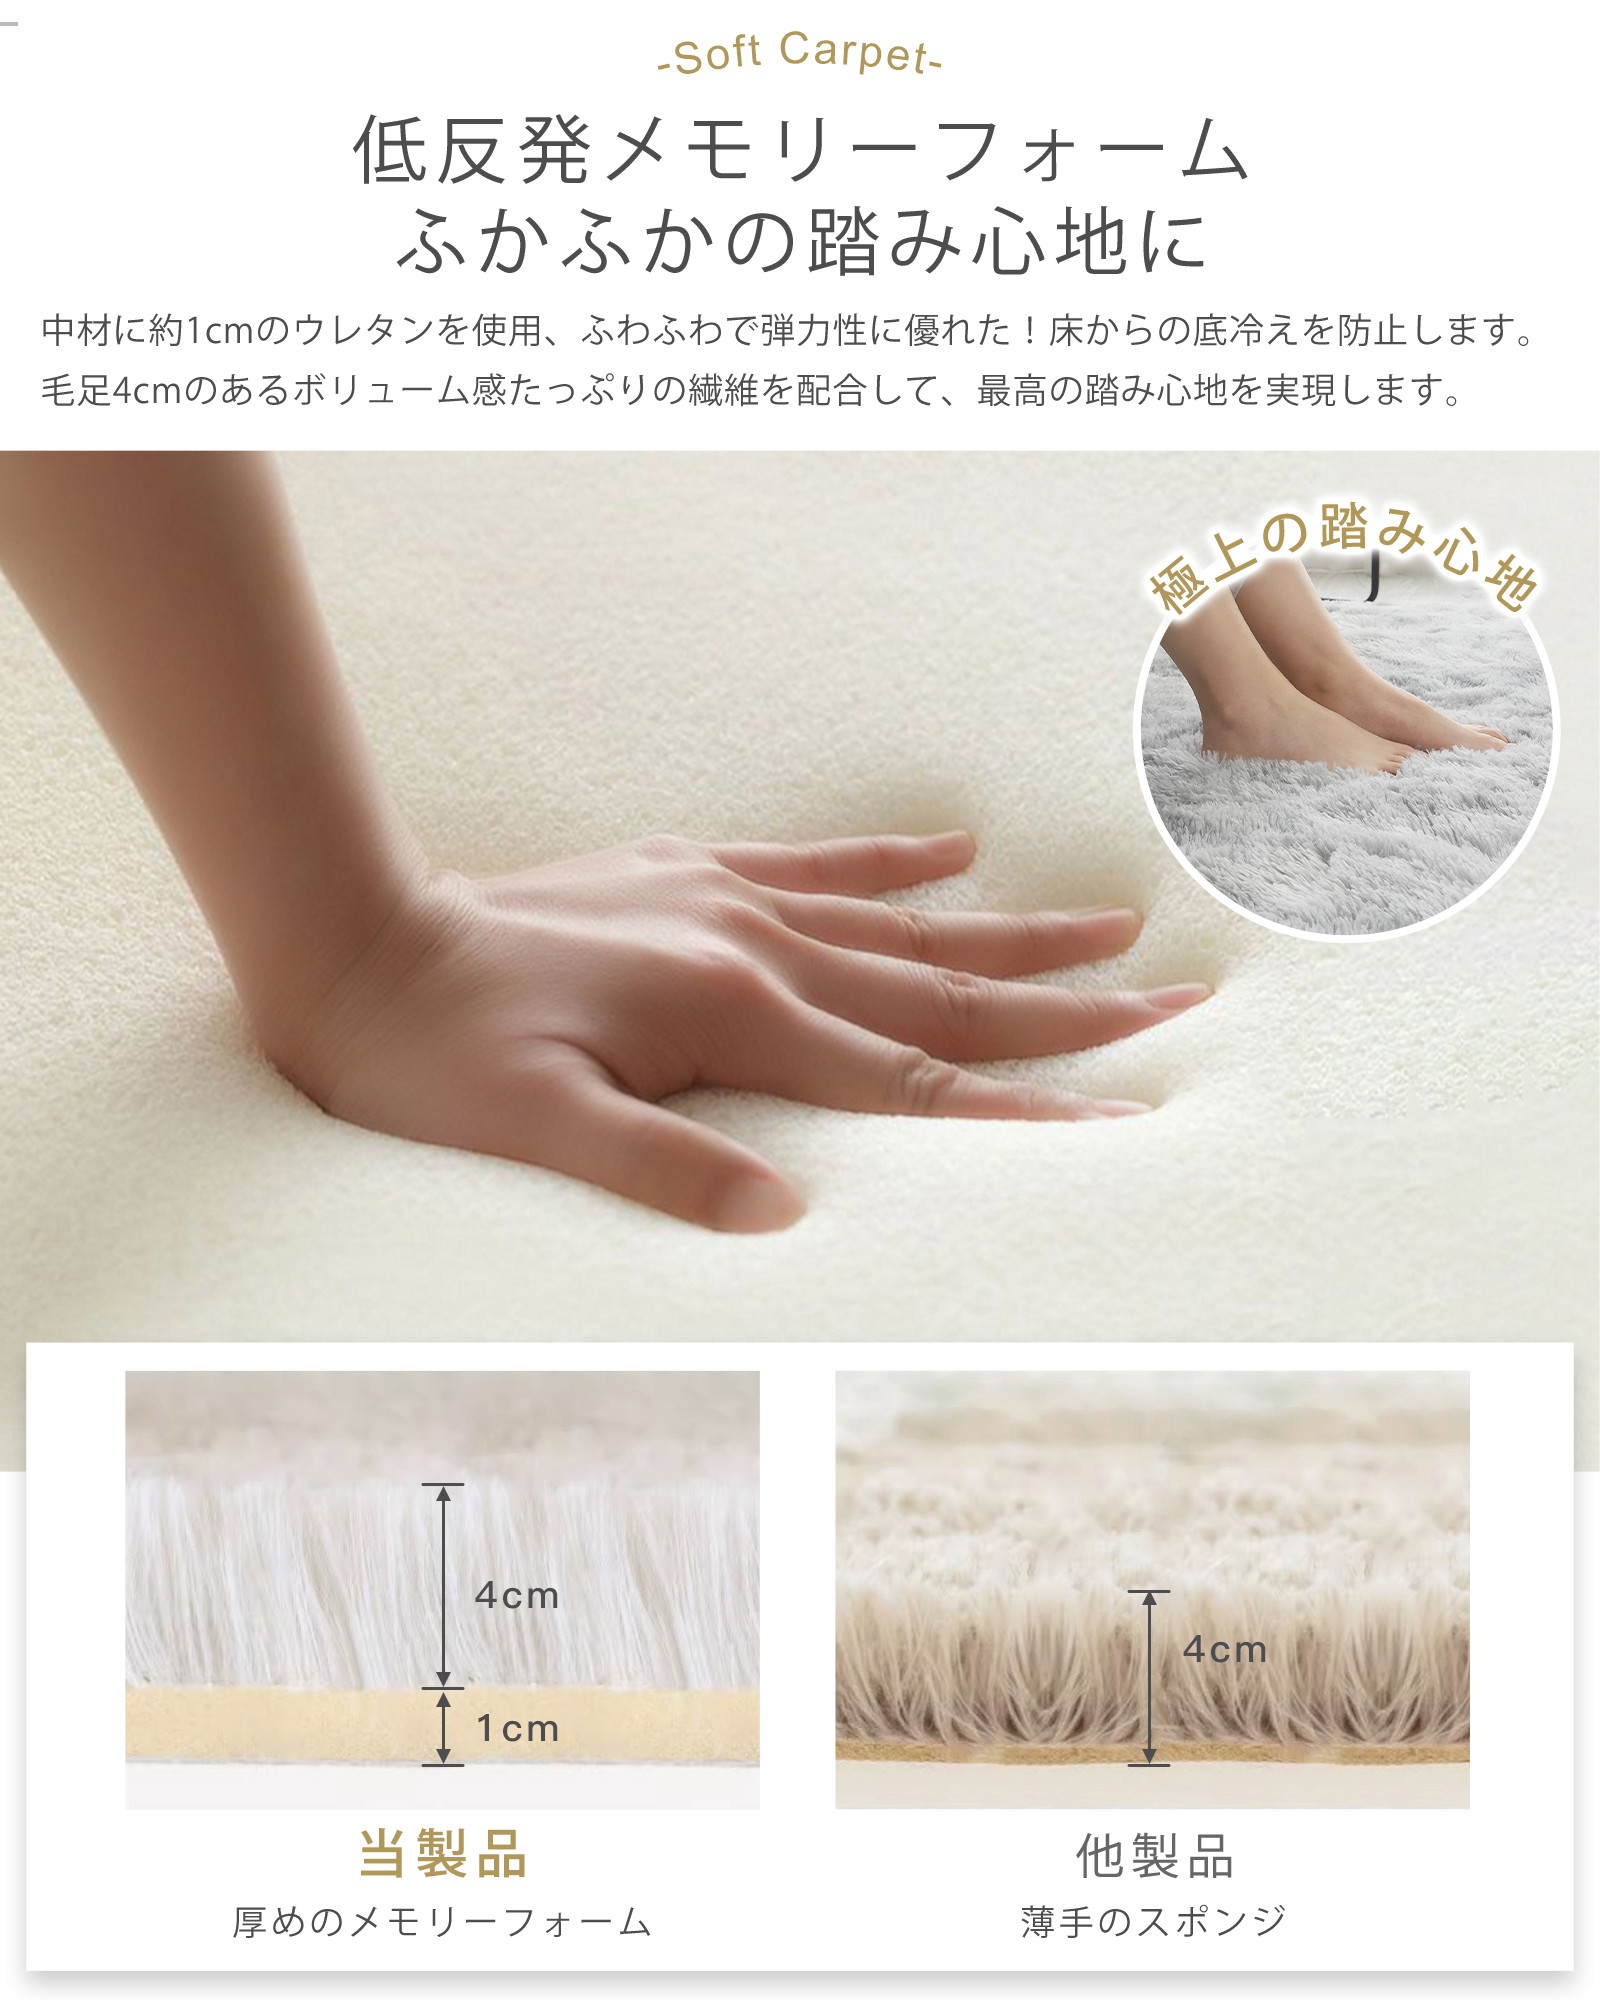 -Soft Carpet-
低反発メモリーフォーム
ふかふかの踏み心地に
中材に約1cmのウレタンを使用、ふわふわで弾力性に優れた！床からの底冷えを防止します。
毛足4cmのあるボリューム感たっぷりの繊維を配合して、最高の踏み心地を実現します。
極上の踏み心地
4cm
1cm
4cm
当製品
他製品
厚めのメモリーフォーム
薄手のスポンジ